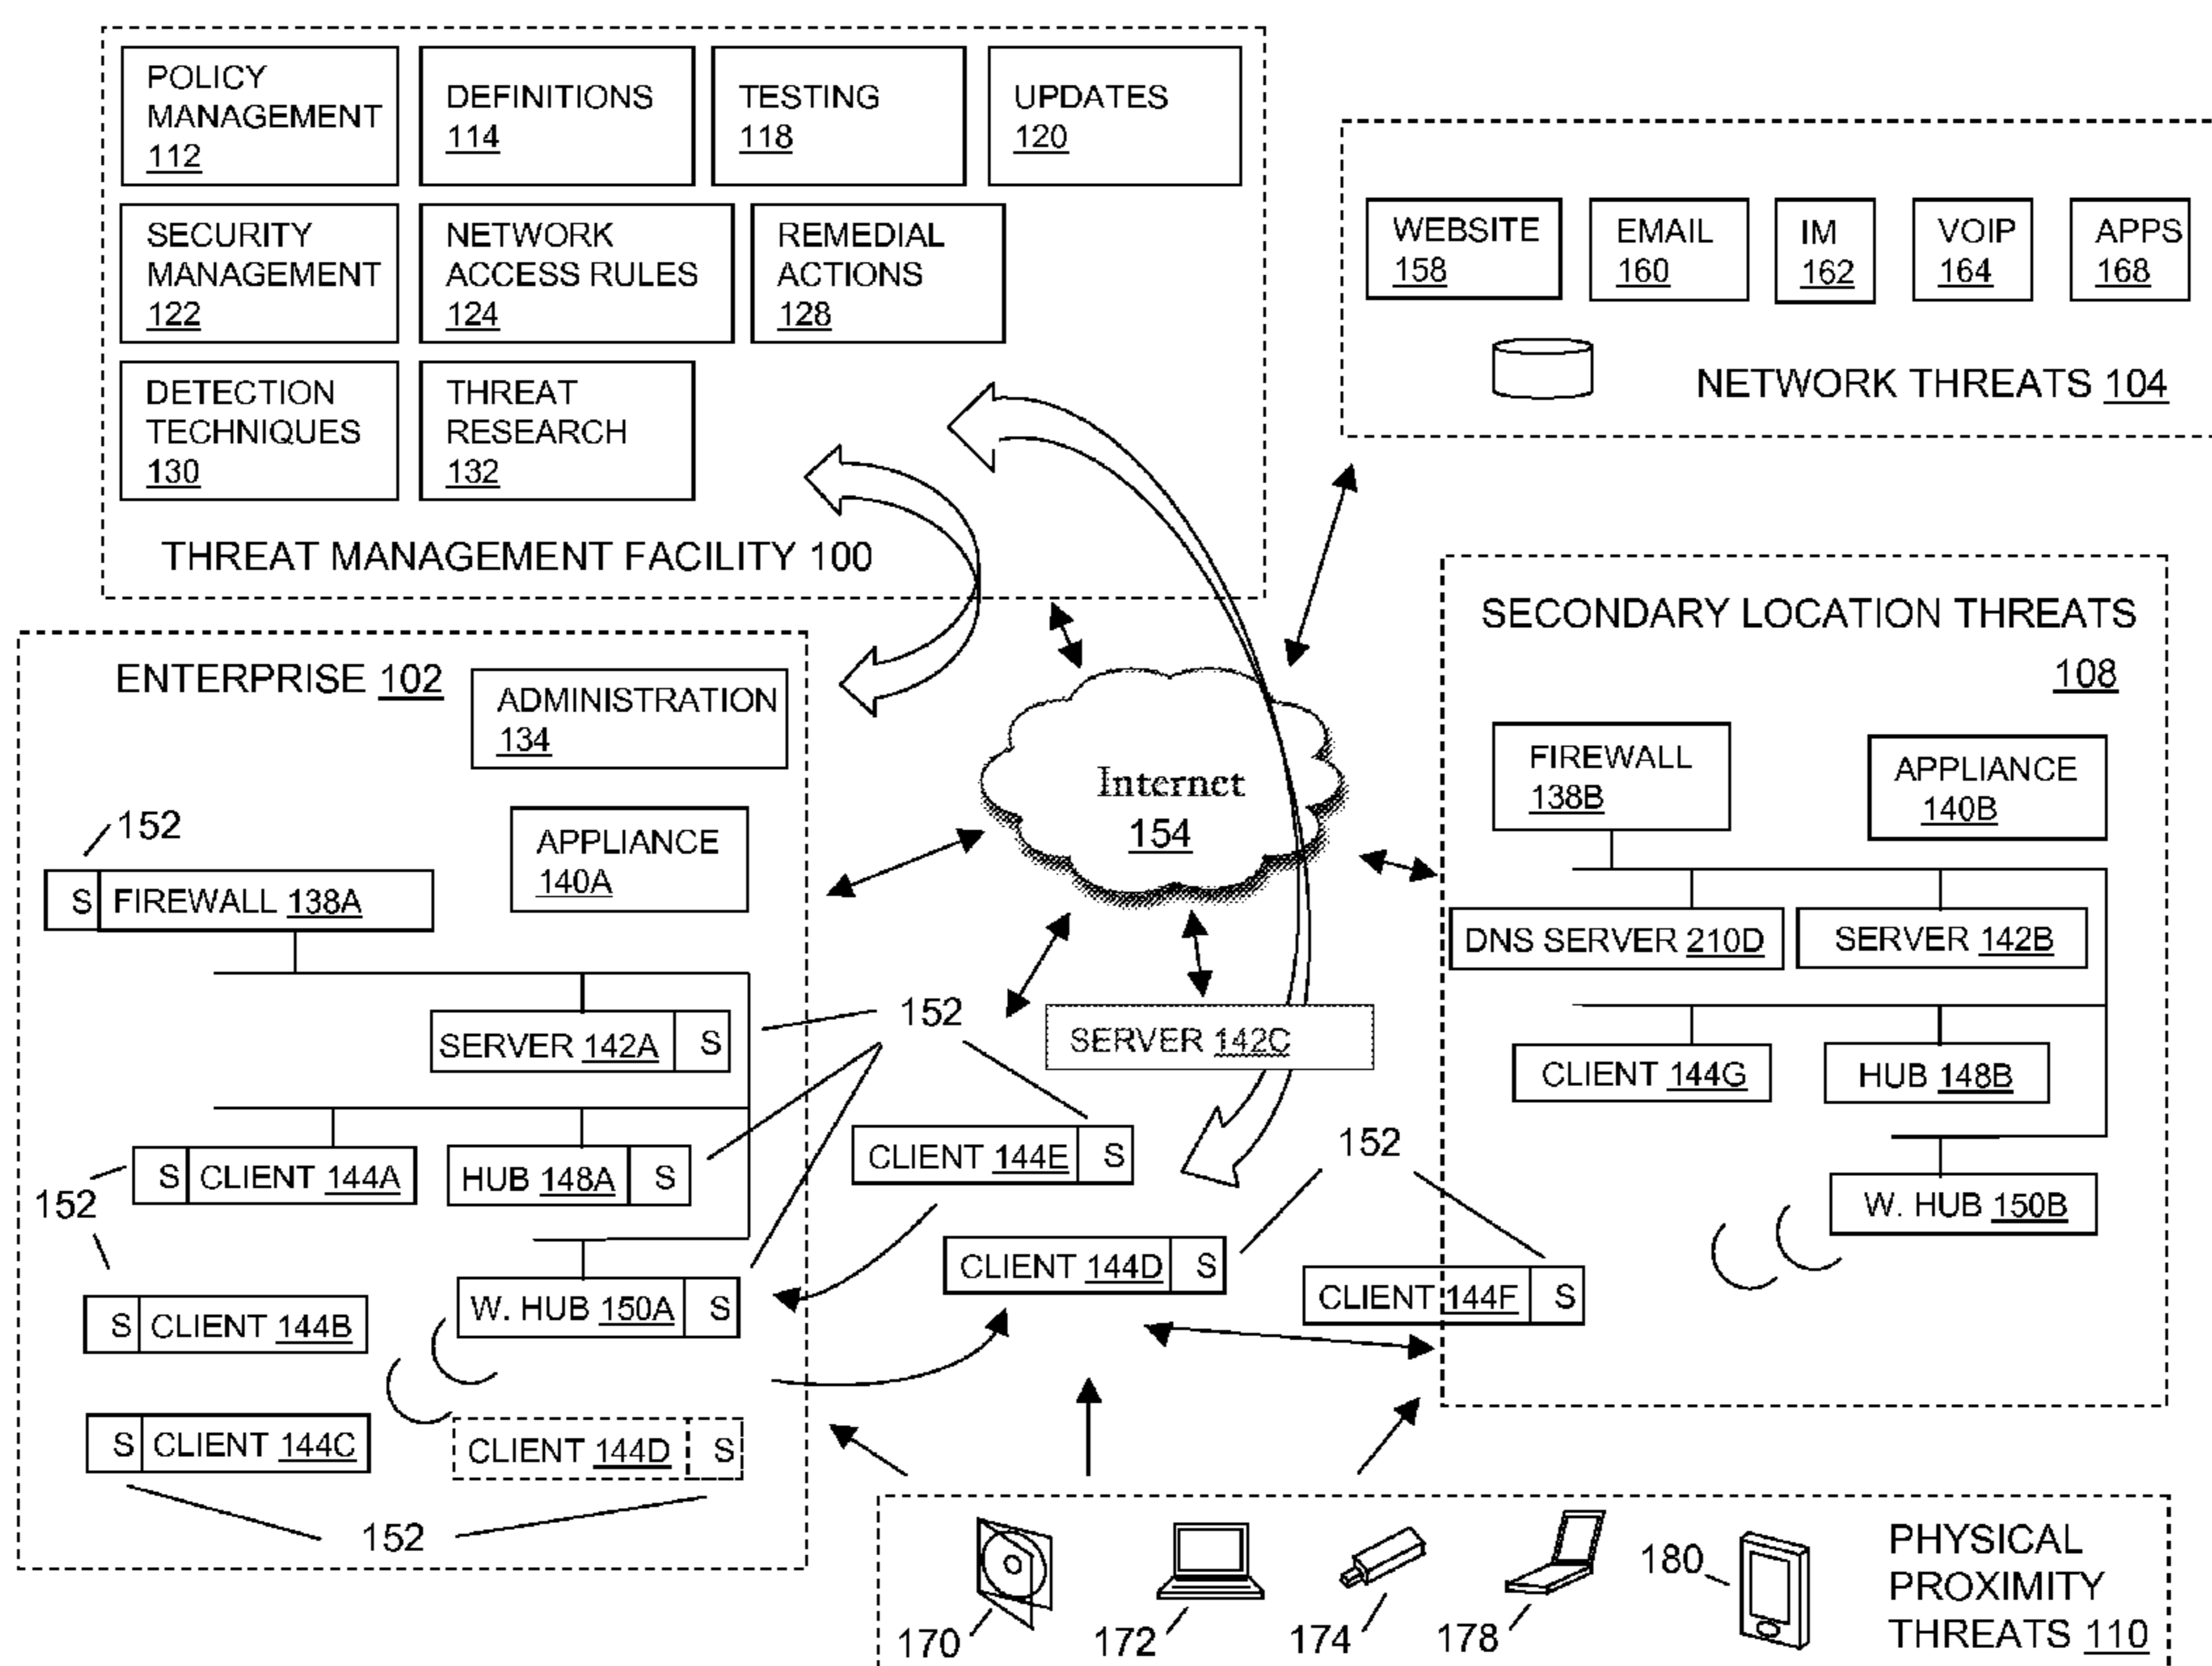 POLICY
MANAGEMENT
112
DEFINITIONS
114
TESTING
118
UPDATES
120
SECURITY
MANAGEMENT
122
NETWORK
ACCESS RULES
124
REMEDIAL
ACTIONS
128
DETECTION
TECHNIQUES
130
THREAT
RESEARCH
132
THREAT MANAGEMENT FACILITY 100
WEBSITE
158
EMAIL
160
IM
162
VOIP
164
APPS
168
NETWORK THREATS 104
ENTERPRISE 102
ADMINISTRATION
134
152
APPLIANCE
140A
S FIREWALL 138A
SERVER 142A S
152
S CLIENT 144A
HUB 148A S
152
S CLIENT 144B
W. HUB 150A S
S CLIENT 144C
CLIENT 144D S
152
Internet
154
SERVER 142C
CLIENT 144E S
152
CLIENT 144D S
CLIENT 144F S
SECONDARY LOCATION THREATS
108
FIREWALL
138B
APPLIANCE
140B
DNS SERVER 210D
SERVER 142B
CLIENT 144G
HUB 148B
W. HUB 150B
170
172
174
178
180
PHYSICAL
PROXIMITY
THREATS 110